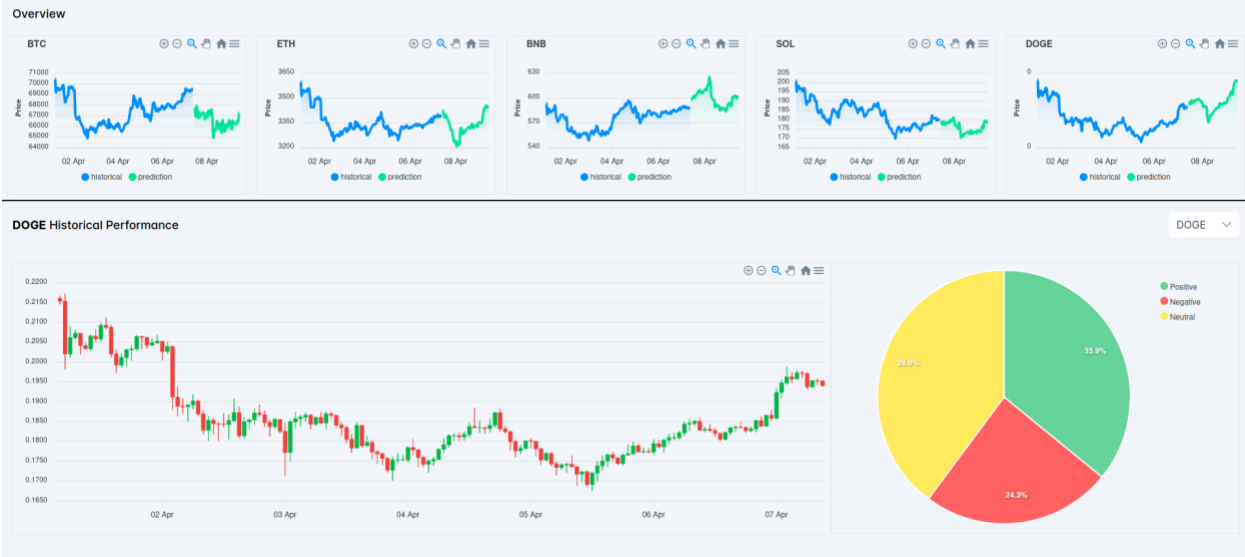 Overview
BTC
71000
70000
69000
68000
67000
66000
65000
64000
Price
02 Apr 04 Apr 06 Apr 08 Apr
historical prediction
ETH
3650
3500
3350
3200
Price
02 Apr 04 Apr 06 Apr 08 Apr
historical prediction
BNB
630
600
570
540
Price
02 Apr 04 Apr 06 Apr 08 Apr
historical prediction
SOL
205
200
195
190
185
180
175
170
165
Price
02 Apr 04 Apr 06 Apr 08 Apr
historical prediction
DOGE
0
0
Price
02 Apr 04 Apr 06 Apr 08 Apr
historical prediction
DOGE Historical Performance
DOGE
0.2200
0.2150
0.2100
0.2050
0.2000
0.1950
0.1900
0.1850
0.1800
0.1750
0.1700
0.1650
02 Apr 03 Apr 04 Apr 05 Apr 06 Apr 07 Apr
35.9%
24.3%
39.8%
Positive
Negative
Neutral